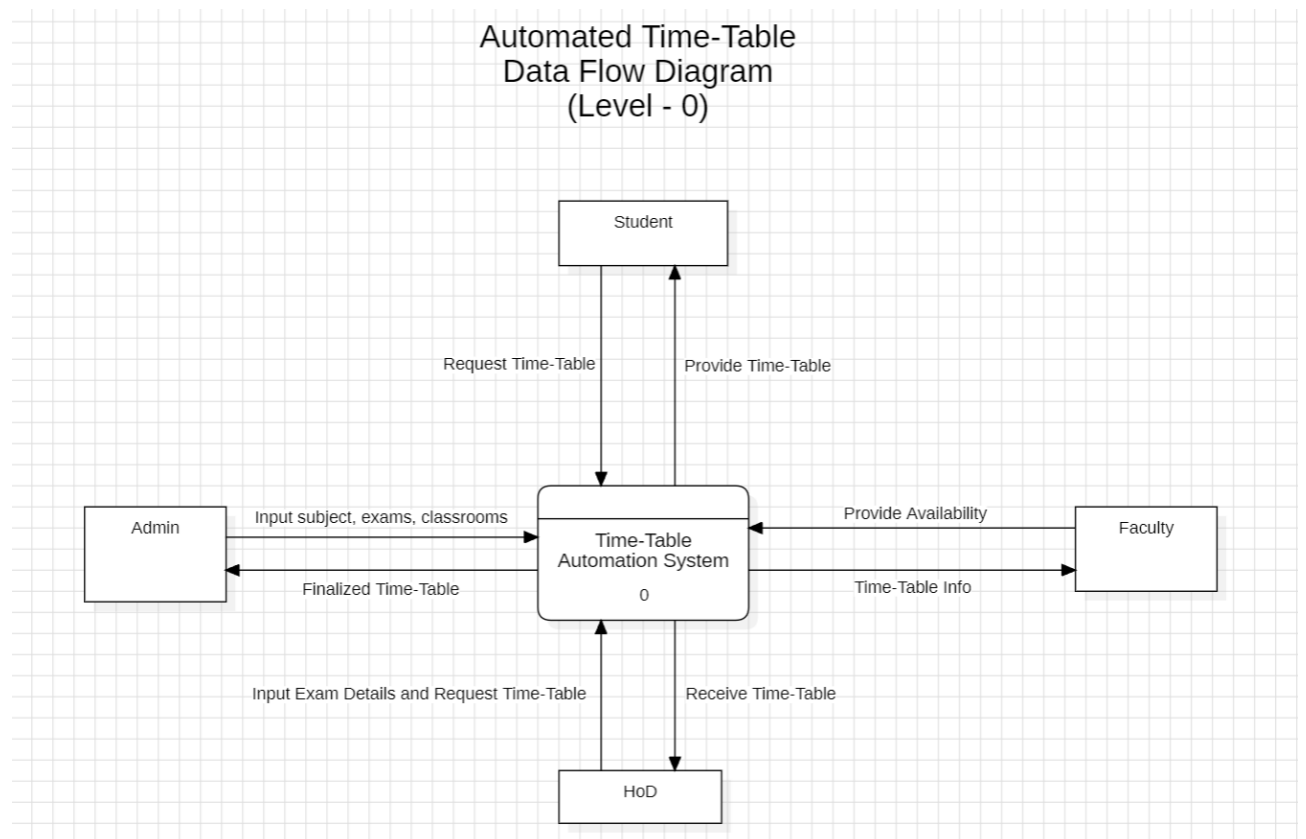 Automated Time-Table
Data Flow Diagram
(Level - 0)
Student
Request Time-Table
Provide Time-Table
Admin
Input subject, exams, classrooms
Finalized Time-Table
Time-Table
Automation System
0
Provide Availability
Time-Table Info
Faculty
Input Exam Details and Request Time-Table
Receive Time-Table
HoD